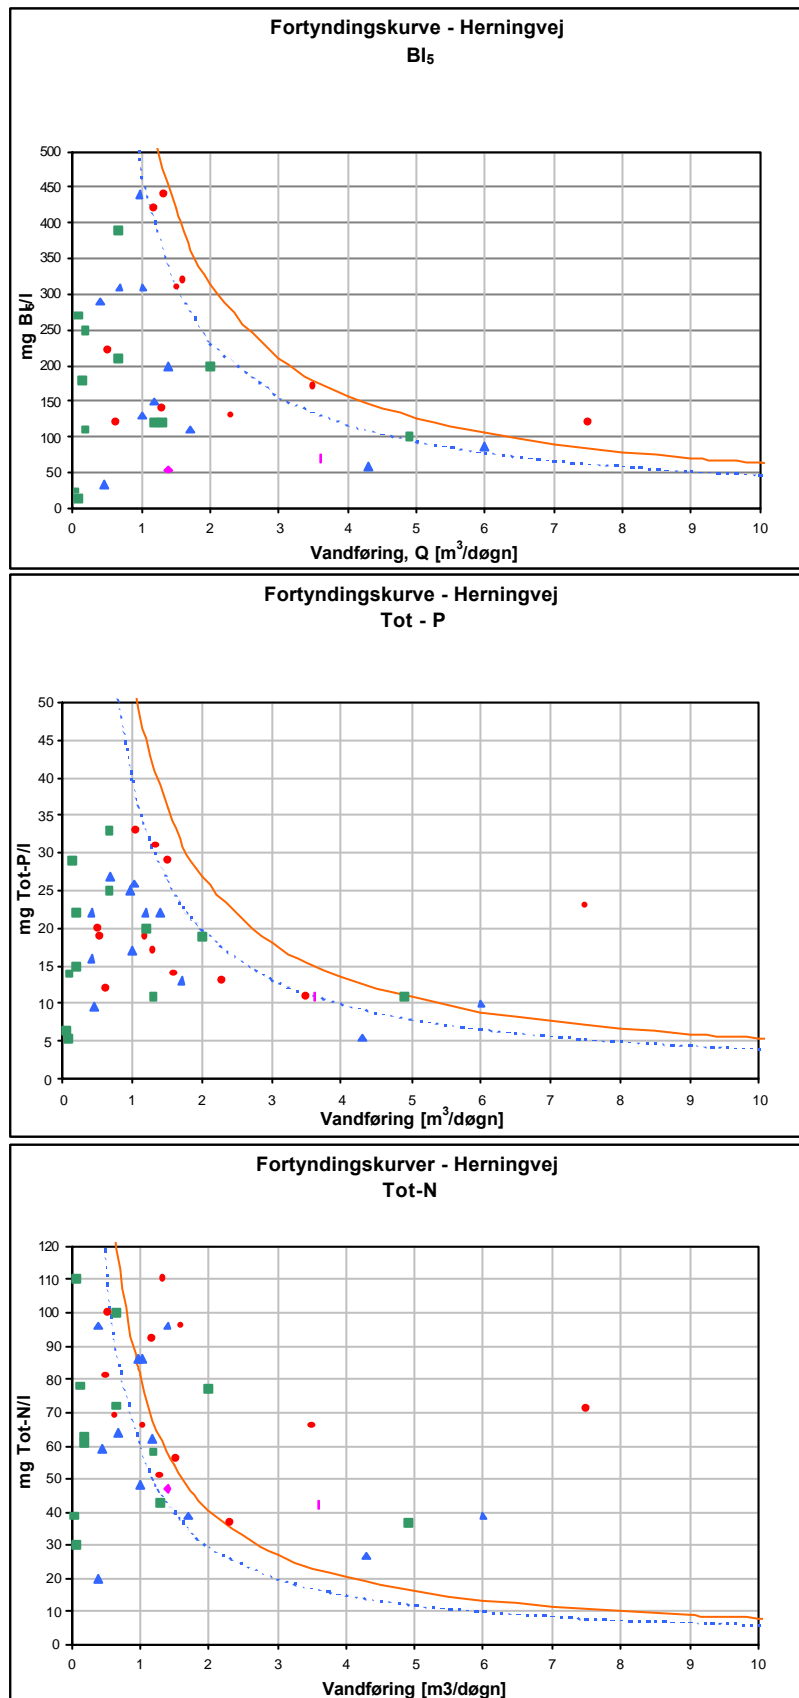 Fortyndingskurve - Herningvej
BI5
500
450
400
350
300
250
200
150
100
50
0
mg BI5/l
0 1 2 3 4 5 6 7 8 9 10
Vandføring, Q [m3/døgn]
Fortyndingskurve - Herningvej
Tot - P
50
45
40
35
30
25
20
15
10
5
0
mg Tot-P/l
0 1 2 3 4 5 6 7 8 9 10
Vandføring [m3/døgn]
Fortyndingskurver - Herningvej
Tot-N
120
110
100
90
80
70
60
50
40
30
20
10
0
mg Tot-N/l
0 1 2 3 4 5 6 7 8 9 10
Vandføring [m3/døgn]